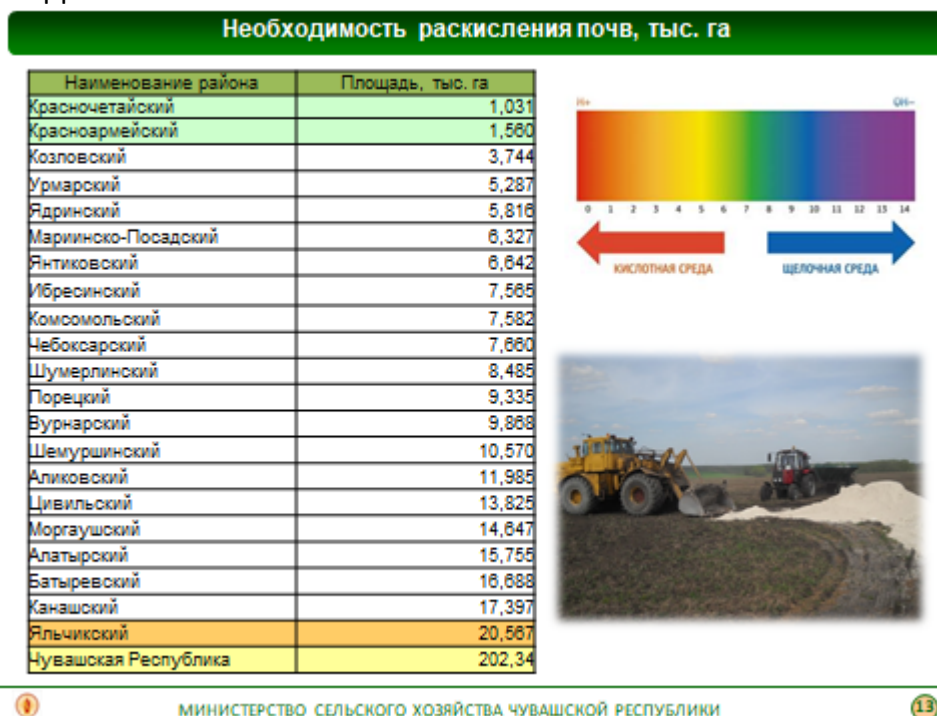 Необходимость раскисления почв, тыс. га
Наименование района Площадь, тыс. га
Красночетайский 1,031
Красноармейский 1,560
Козловский 3,744
Урмарский 5,287
Ядринский 5,816
Мариинско-Посадский 6,327
Янтиковский 6,642
Ибресинский 7,565
Комсомольский 7,582
Чебоксарский 7,660
Шумерлинский 8,485
Порецкий 9,335
Вурнарский 9,868
Шемуршинский 10,570
Аликовский 11,985
Цивильский 13,825
Моргаушский 14,647
Алатырский 15,755
Батыревский 16,688
Канашский 17,397
Яльчикский 20,567
Чувашская Республика 202,34
H+ OH−
0 1 2 3 4 5 6 7 8 9 10 11 12 13 14
КИСЛОТНАЯ СРЕДА ЩЕЛОЧНАЯ СРЕДА
МИНИСТЕРСТВО СЕЛЬСКОГО ХОЗЯЙСТВА ЧУВАШСКОЙ РЕСПУБЛИКИ
13